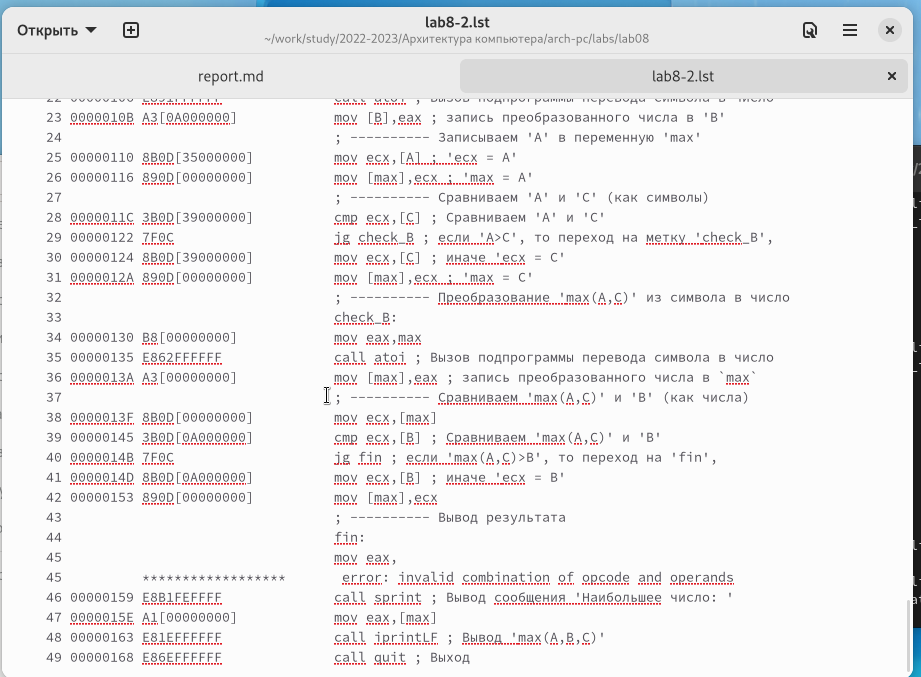 Открыть
lab8-2.lst
~/work/study/2022-2023/Архитектура компьютера/arch-pc/labs/lab08
report.md
lab8-2.lst
23 0000010B A3[0A000000] mov [B],eax ; запись преобразованного числа в 'B'
24 ; ---------- Записываем 'A' в переменную 'max'
25 00000110 8B0D[35000000] mov ecx,[A] ; 'ecx = A'
26 00000116 890D[00000000] mov [max],ecx ; 'max = A'
27 ; ---------- Сравниваем 'A' и 'C' (как символы)
28 0000011C 3B0D[39000000] cmp ecx,[C] ; Сравниваем 'A' и 'C'
29 00000122 7F0C jg check_B ; если 'A>C', то переход на метку 'check_B',
30 00000124 8B0D[39000000] mov ecx,[C] ; иначе 'ecx = C'
31 0000012A 890D[00000000] mov [max],ecx ; 'max = C'
32 ; ---------- Преобразование 'max(A,C)' из символа в число
33 check_B:
34 00000130 B8[00000000] mov eax,max
35 00000135 E862FFFFFF call atoi ; Вызов подпрограммы перевода символа в число
36 0000013A A3[00000000] mov [max],eax ; запись преобразованного числа в `max`
37 ; ---------- Сравниваем 'max(A,C)' и 'B' (как числа)
38 0000013F 8B0D[00000000] mov ecx,[max]
39 00000145 3B0D[0A000000] cmp ecx,[B] ; Сравниваем 'max(A,C)' и 'B'
40 0000014B 7F0C jg fin ; если 'max(A,C)>B', то переход на 'fin',
41 0000014D 8B0D[0A000000] mov ecx,[B] ; иначе 'ecx = B'
42 00000153 890D[00000000] mov [max],ecx
43 ; ---------- Вывод результата
44 fin:
45 mov eax,
45 ****************** error: invalid combination of opcode and operands
46 00000159 E8B1FEFFFF call sprint ; Вывод сообщения 'Наибольшее число: '
47 0000015E A1[00000000] mov eax,[max]
48 00000163 E81EFFFFFF call iprintLF ; Вывод 'max(A,B,C)'
49 00000168 E86EFFFFFF call quit ; Выход